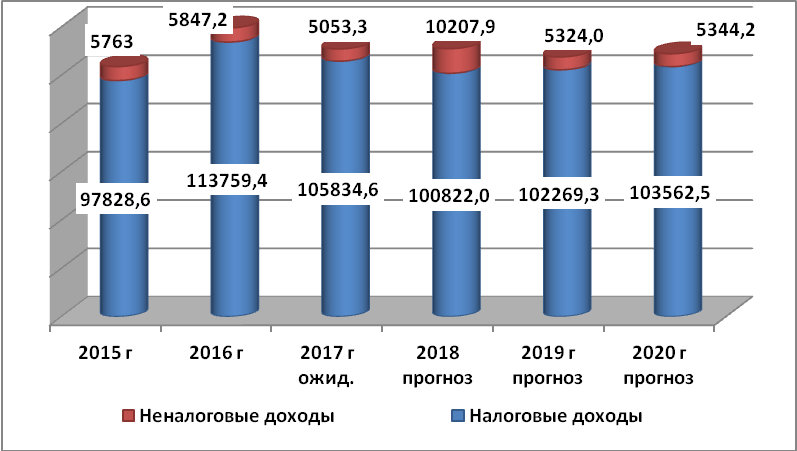 5763
5847,2
5053,3
10207,9
5324,0
5344,2
97828,6
113759,4
105834,6
100822,0
102269,3
103562,5
2015 г
2016 г
2017 г
ожид.
2018
прогноз
2019 г
прогноз
2020 г
прогноз
Неналоговые доходы
Налоговые доходы